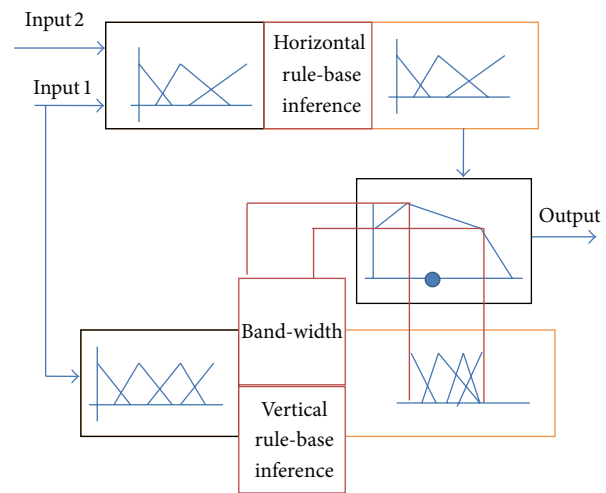 Input 2
Input 1
Horizontal
rule-base
inference
Output
Band-width
Vertical
rule-base
inference